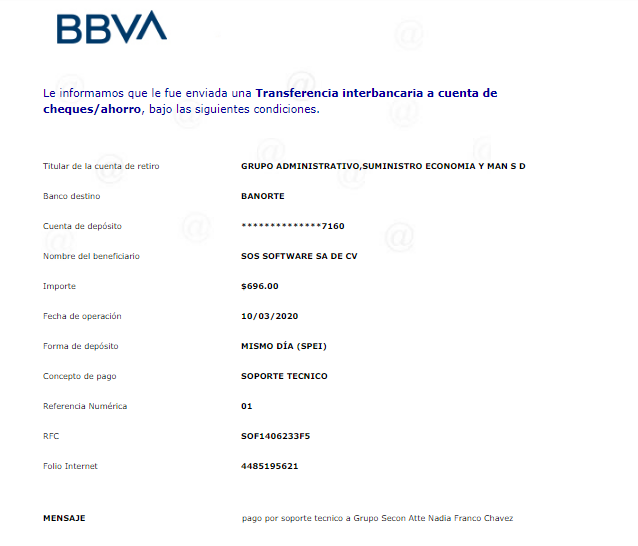 BBVA
Le informamos que le fue enviada una Transferencia interbancaria a cuenta de
cheques/ahorro, bajo las siguientes condiciones.
Titular de la cuenta de retiro GRUPO ADMINISTRATIVO,SUMINISTRO ECONOMIA Y MAN S D
Banco destino BANORTE
Cuenta de depósito **************7160
Nombre del beneficiario SOS SOFTWARE SA DE CV
Importe $696.00
Fecha de operación 10/03/2020
Forma de depósito MISMO DÍA (SPEI)
Concepto de pago SOPORTE TECNICO
Referencia Numérica 01
RFC SOF1406233F5
Folio Internet 4485195621
MENSAJE pago por soporte tecnico a Grupo Secon Atte Nadia Franco Chavez